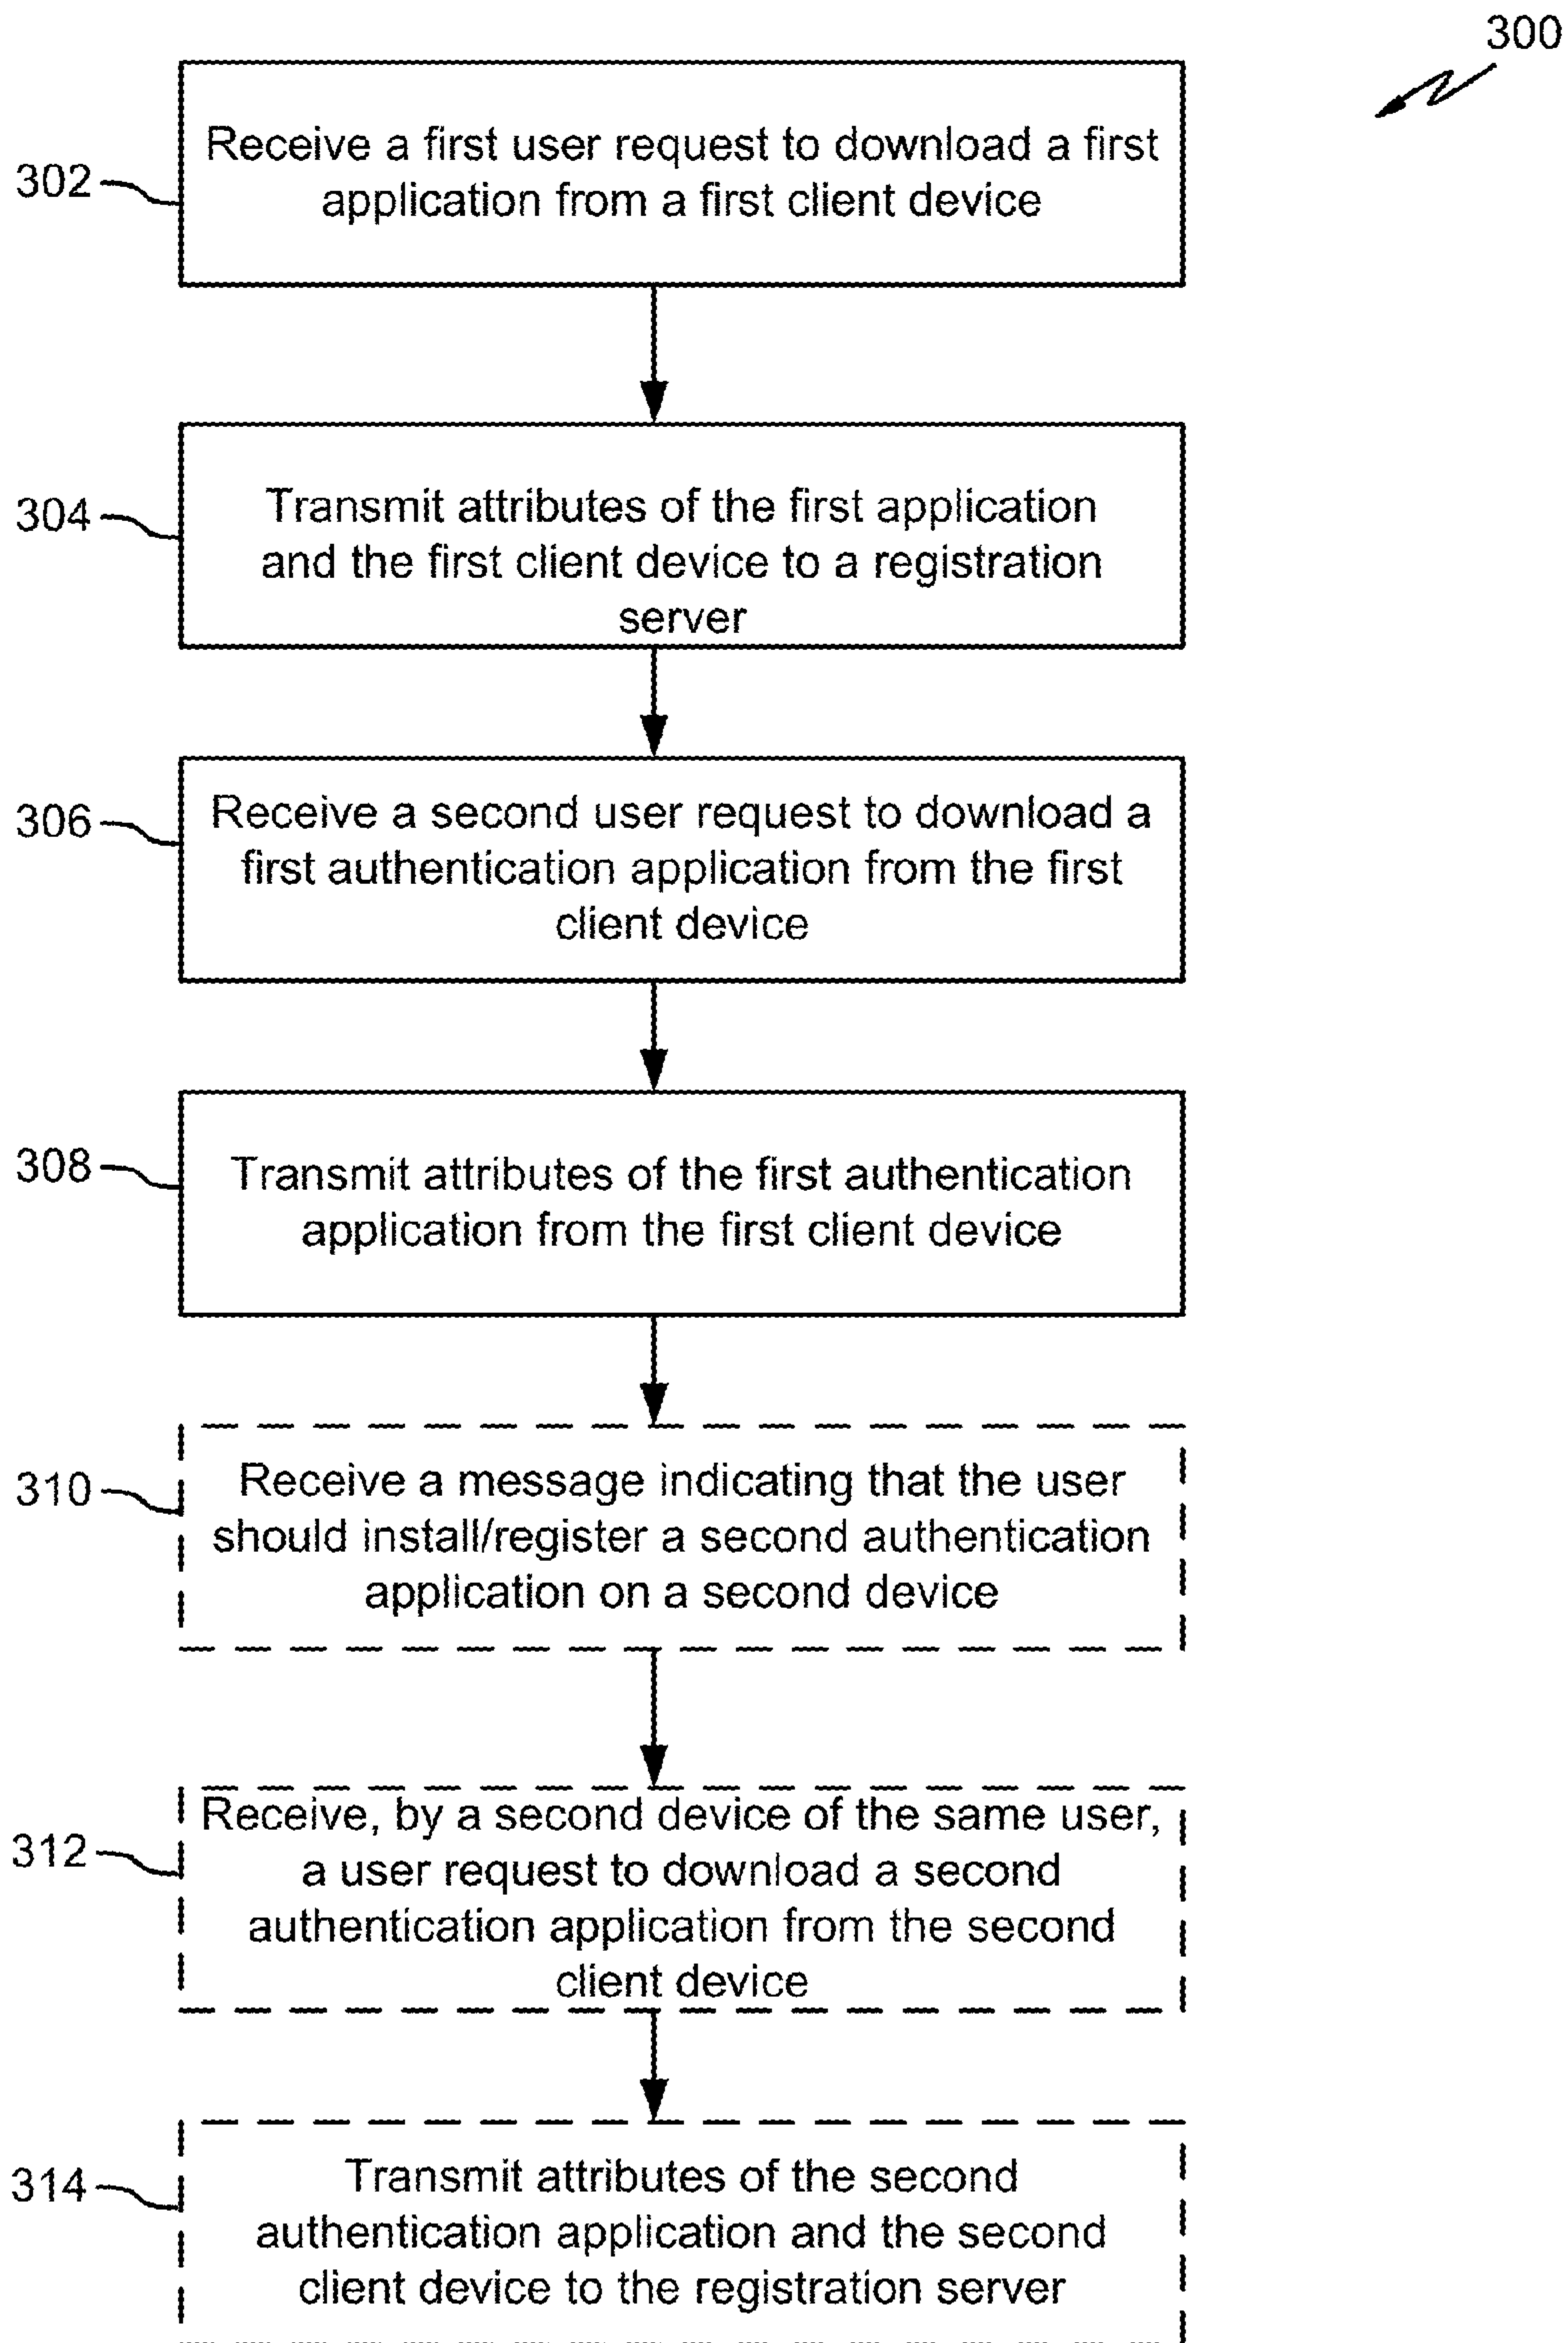 300
302
Receive a first user request to download a first
application from a first client device
304
Transmit attributes of the first application
and the first client device to a registration
server
306
Receive a second user request to download a
first authentication application from the first
client device
308
Transmit attributes of the first authentication
application from the first client device
310
Receive a message indicating that the user
should install/register a second authentication
application on a second device
312
Receive, by a second device of the same user,
a user request to download a second
authentication application from the second
client device
314
Transmit attributes of the second
authentication application and the second
client device to the registration server